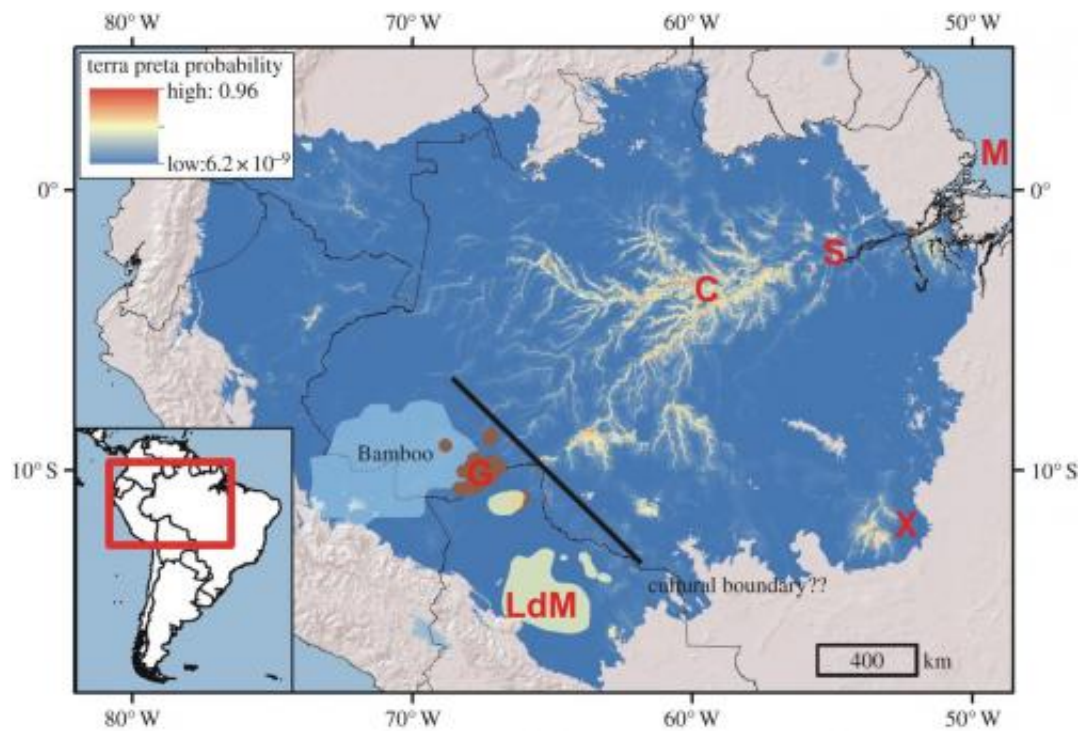 80° W 70° W 60° W 50° W
terra preta probability
high: 0.96
low:6.2 × 10⁻⁹
M
0° 0°
S
C
Bamboo
10° S G 10° S
X
cultural boundary??
LdM
400 km
80° W 70° W 60° W 50° W